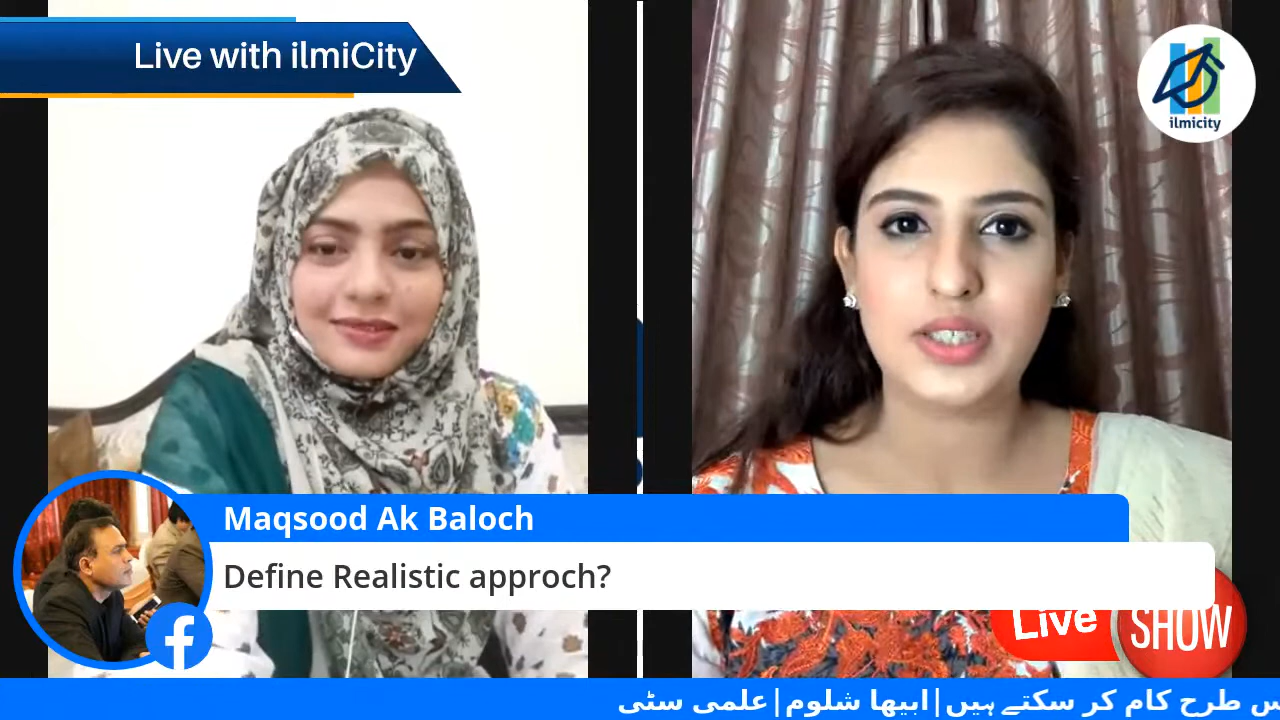 Live with ilmiCity
ilmicity
Maqsood Ak Baloch
Define Realistic approch?
Live SHOW
طرح کام کر سکتے ہیں|ابیھا شلوم|علمی سٹی